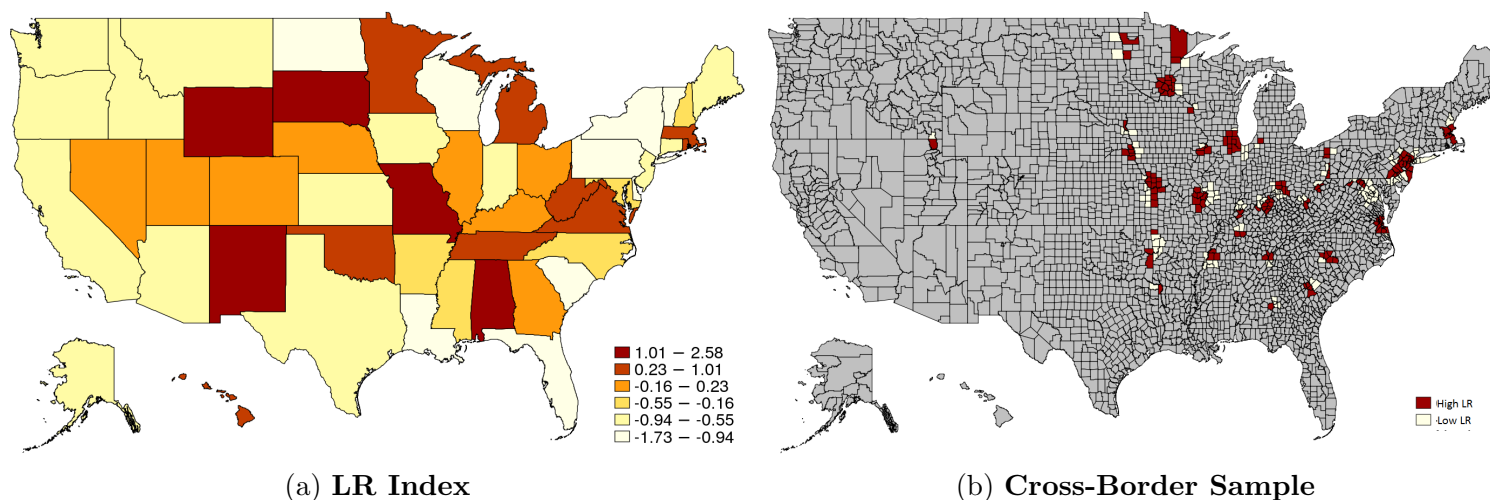 1.01 − 2.58
0.23 − 1.01
-0.16 − 0.23
-0.55 − -0.16
-0.94 − -0.55
-1.73 − -0.94
High LR
Low LR
(a) LR Index
(b) Cross-Border Sample